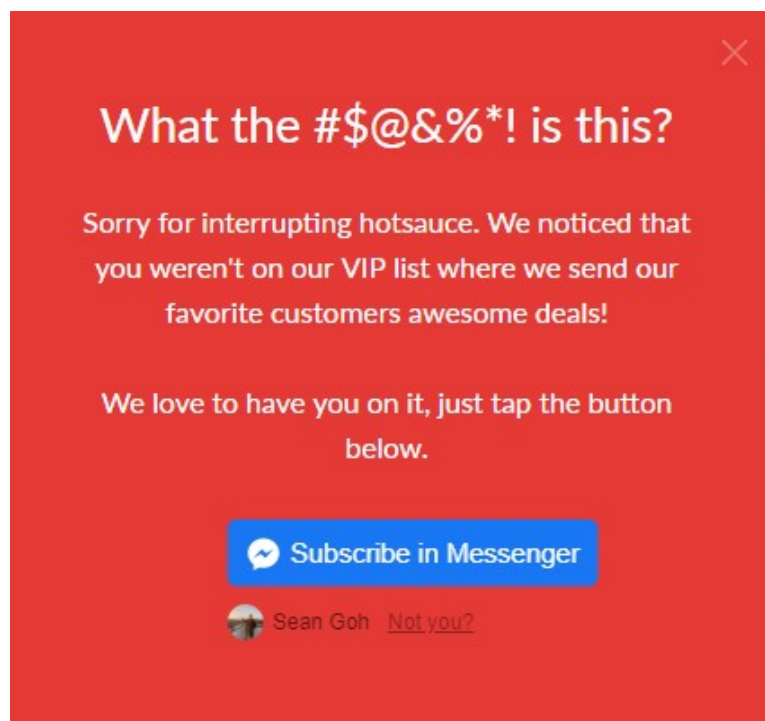 What the #$@&%*! is this?
Sorry for interrupting hotsauce. We noticed that
you weren't on our VIP list where we send our
favorite customers awesome deals!
We love to have you on it, just tap the button
below.
Subscribe in Messenger
Sean Goh Not you?